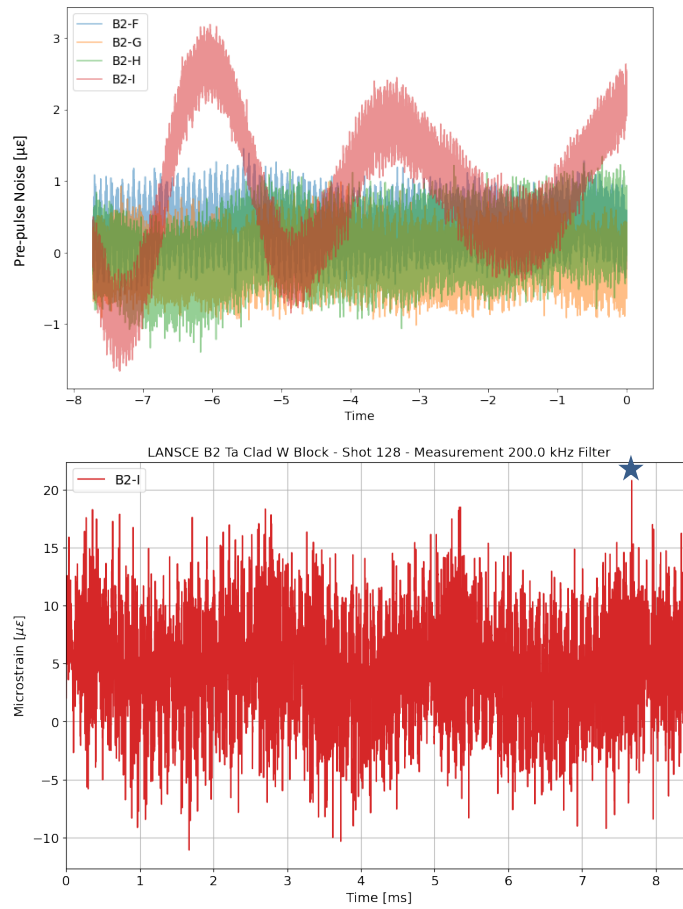 B2-F
B2-G
B2-H
B2-I
Pre-pulse Noise [με]
3
2
1
0
−1
−8 −7 −6 −5 −4 −3 −2 −1 0
Time
LANSCE B2 Ta Clad W Block - Shot 128 - Measurement 200.0 kHz Filter
B2-I
Microstrain [με]
20
15
10
5
0
−5
−10
0 1 2 3 4 5 6 7 8
Time [ms]